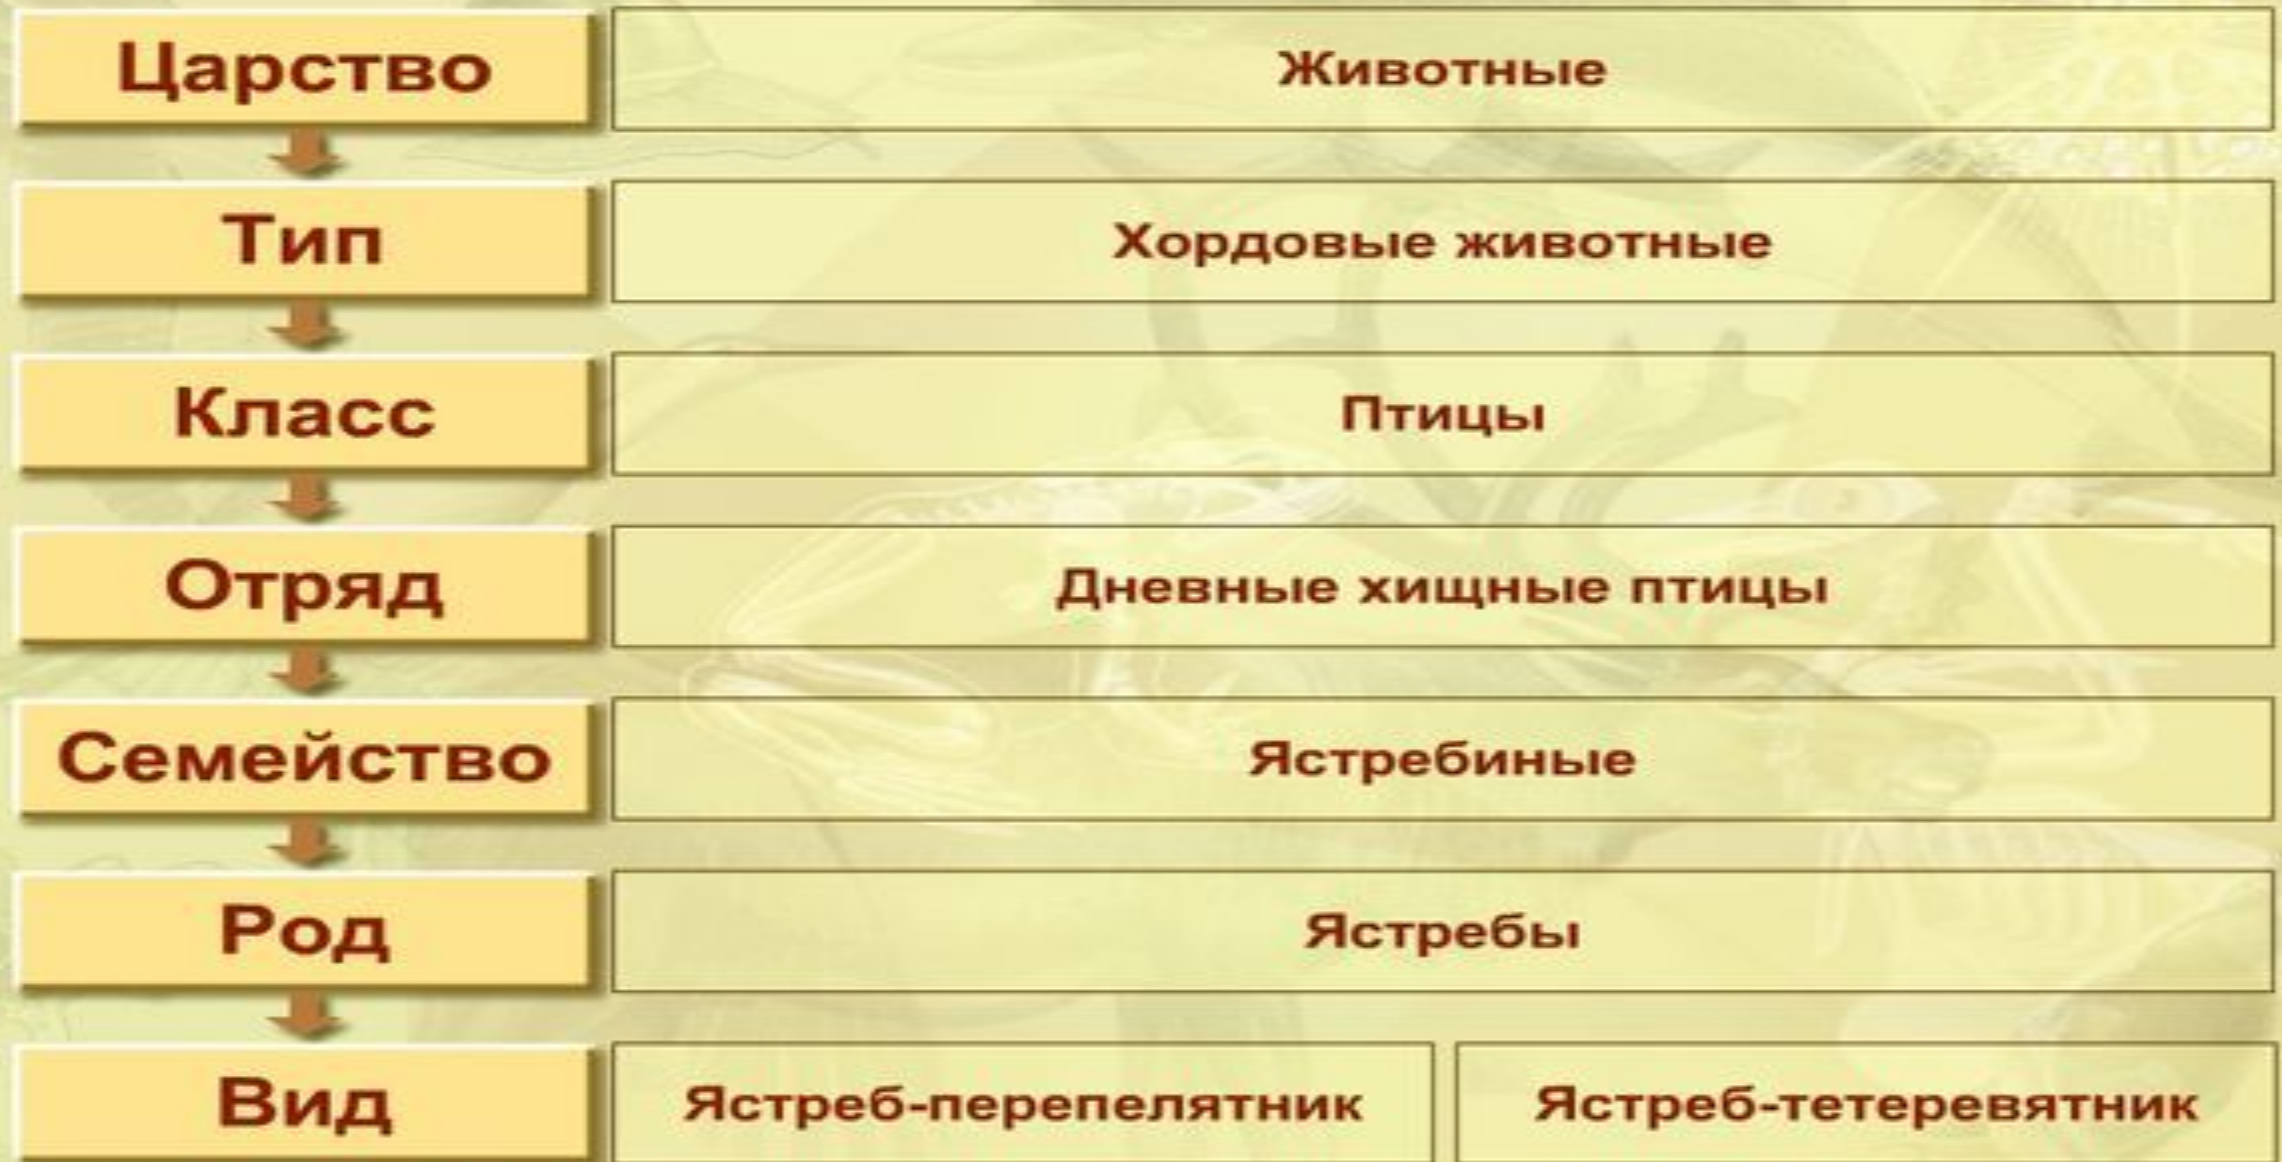 Царство
Животные
Тип
Хордовые животные
Класс
Птицы
Отряд
Дневные хищные птицы
Семейство
Ястребиные
Род
Ястребы
Вид
Ястреб-перепелятник
Ястреб-тетеревятник